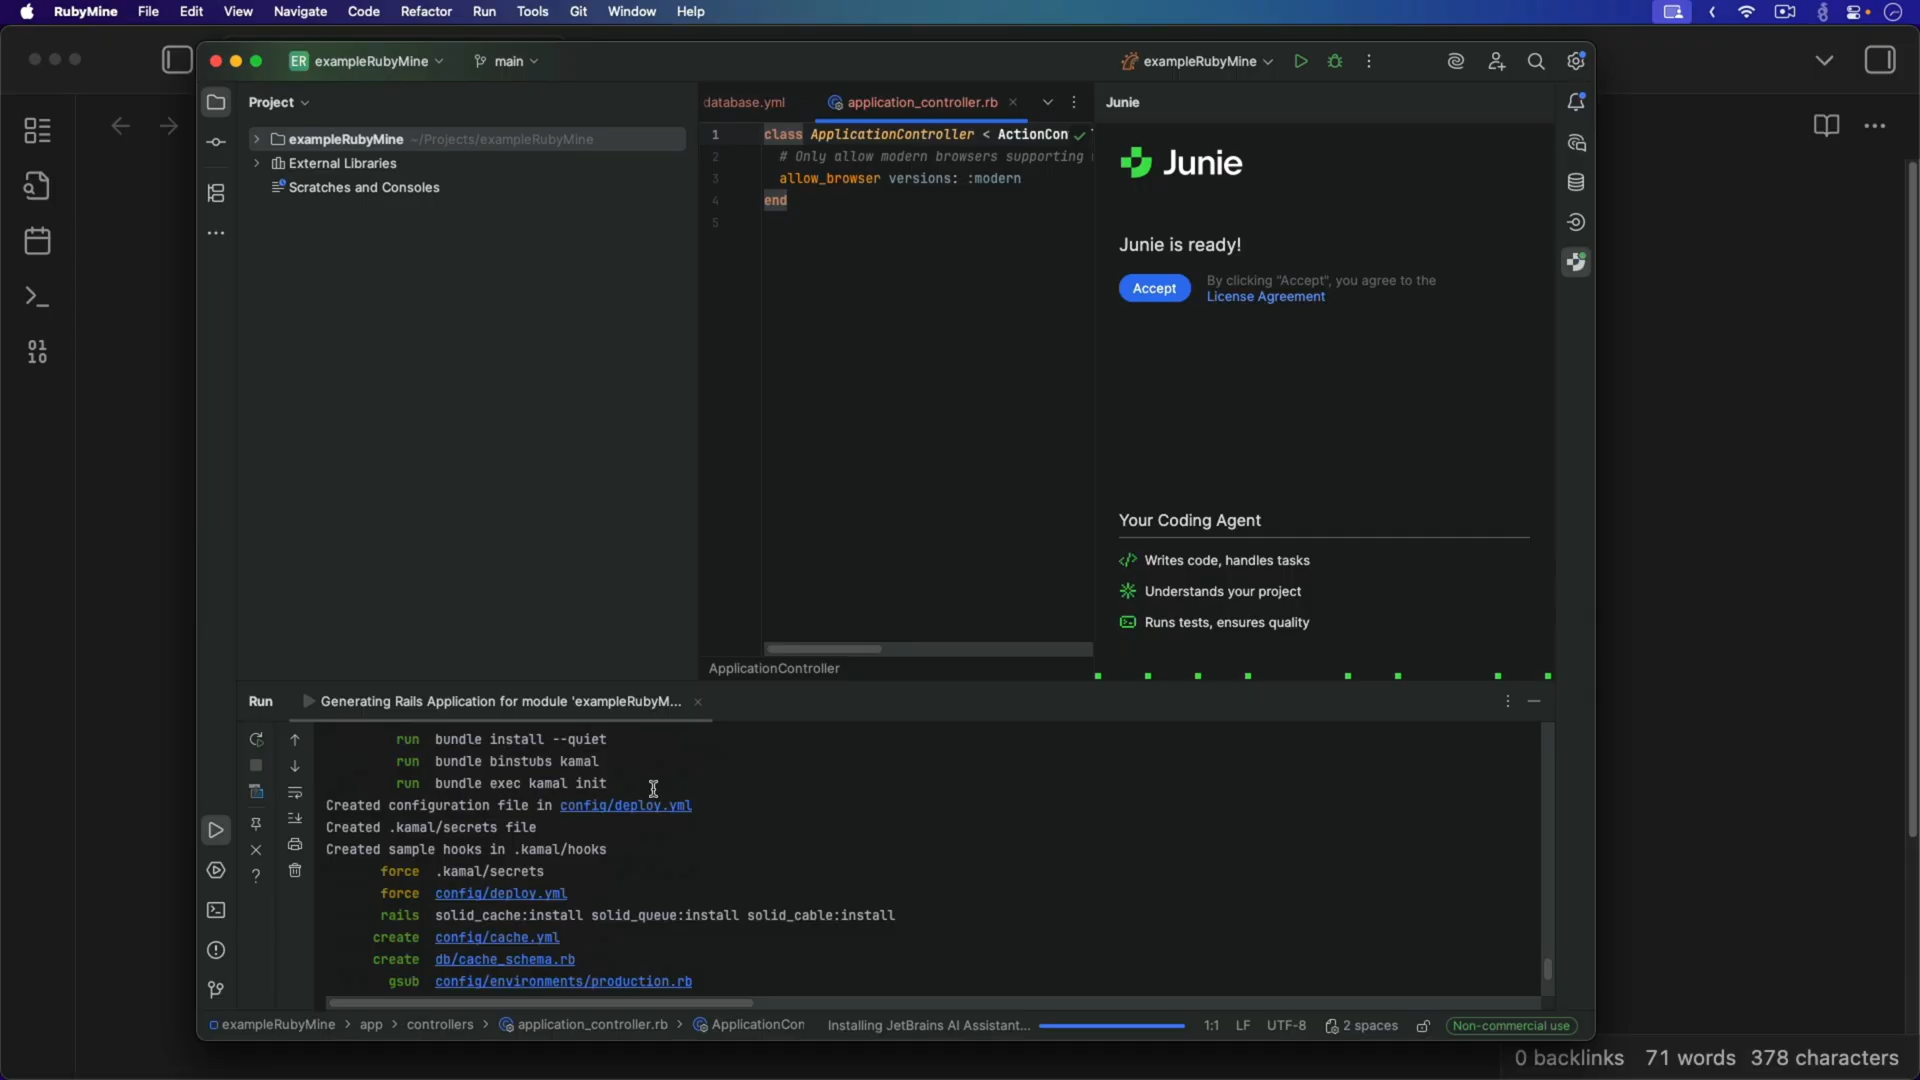 RubyMine File Edit View Navigate Code Refactor Run Tools Git Window Help
ER exampleRubyMine main exampleRubyMine
Project
database.yml application_controller.rb
Junie
exampleRubyMine ~/Projects/exampleRubyMine
External Libraries
Scratches and Consoles
1 class ApplicationController < ActionCon
2 # Only allow modern browsers supporting
3 allow_browser versions: :modern
4 end
5
Junie
Junie is ready!
Accept
By clicking "Accept", you agree to the
License Agreement
Your Coding Agent
Writes code, handles tasks
Understands your project
Runs tests, ensures quality
ApplicationController
01
10
Run Generating Rails Application for module 'exampleRubyM...
run bundle install --quiet
run bundle binstubs kamal
run bundle exec kamal init
Created configuration file in config/deploy.yml
Created .kamal/secrets file
Created sample hooks in .kamal/hooks
force .kamal/secrets
force config/deploy.yml
rails solid_cache:install solid_queue:install solid_cable:install
create config/cache.yml
create db/cache_schema.rb
gsub config/environments/production.rb
exampleRubyMine > app > controllers > application_controller.rb > ApplicationCon Installing JetBrains AI Assistant... 1:1 LF UTF-8 2 spaces Non-commercial use
0 backlinks 71 words 378 characters